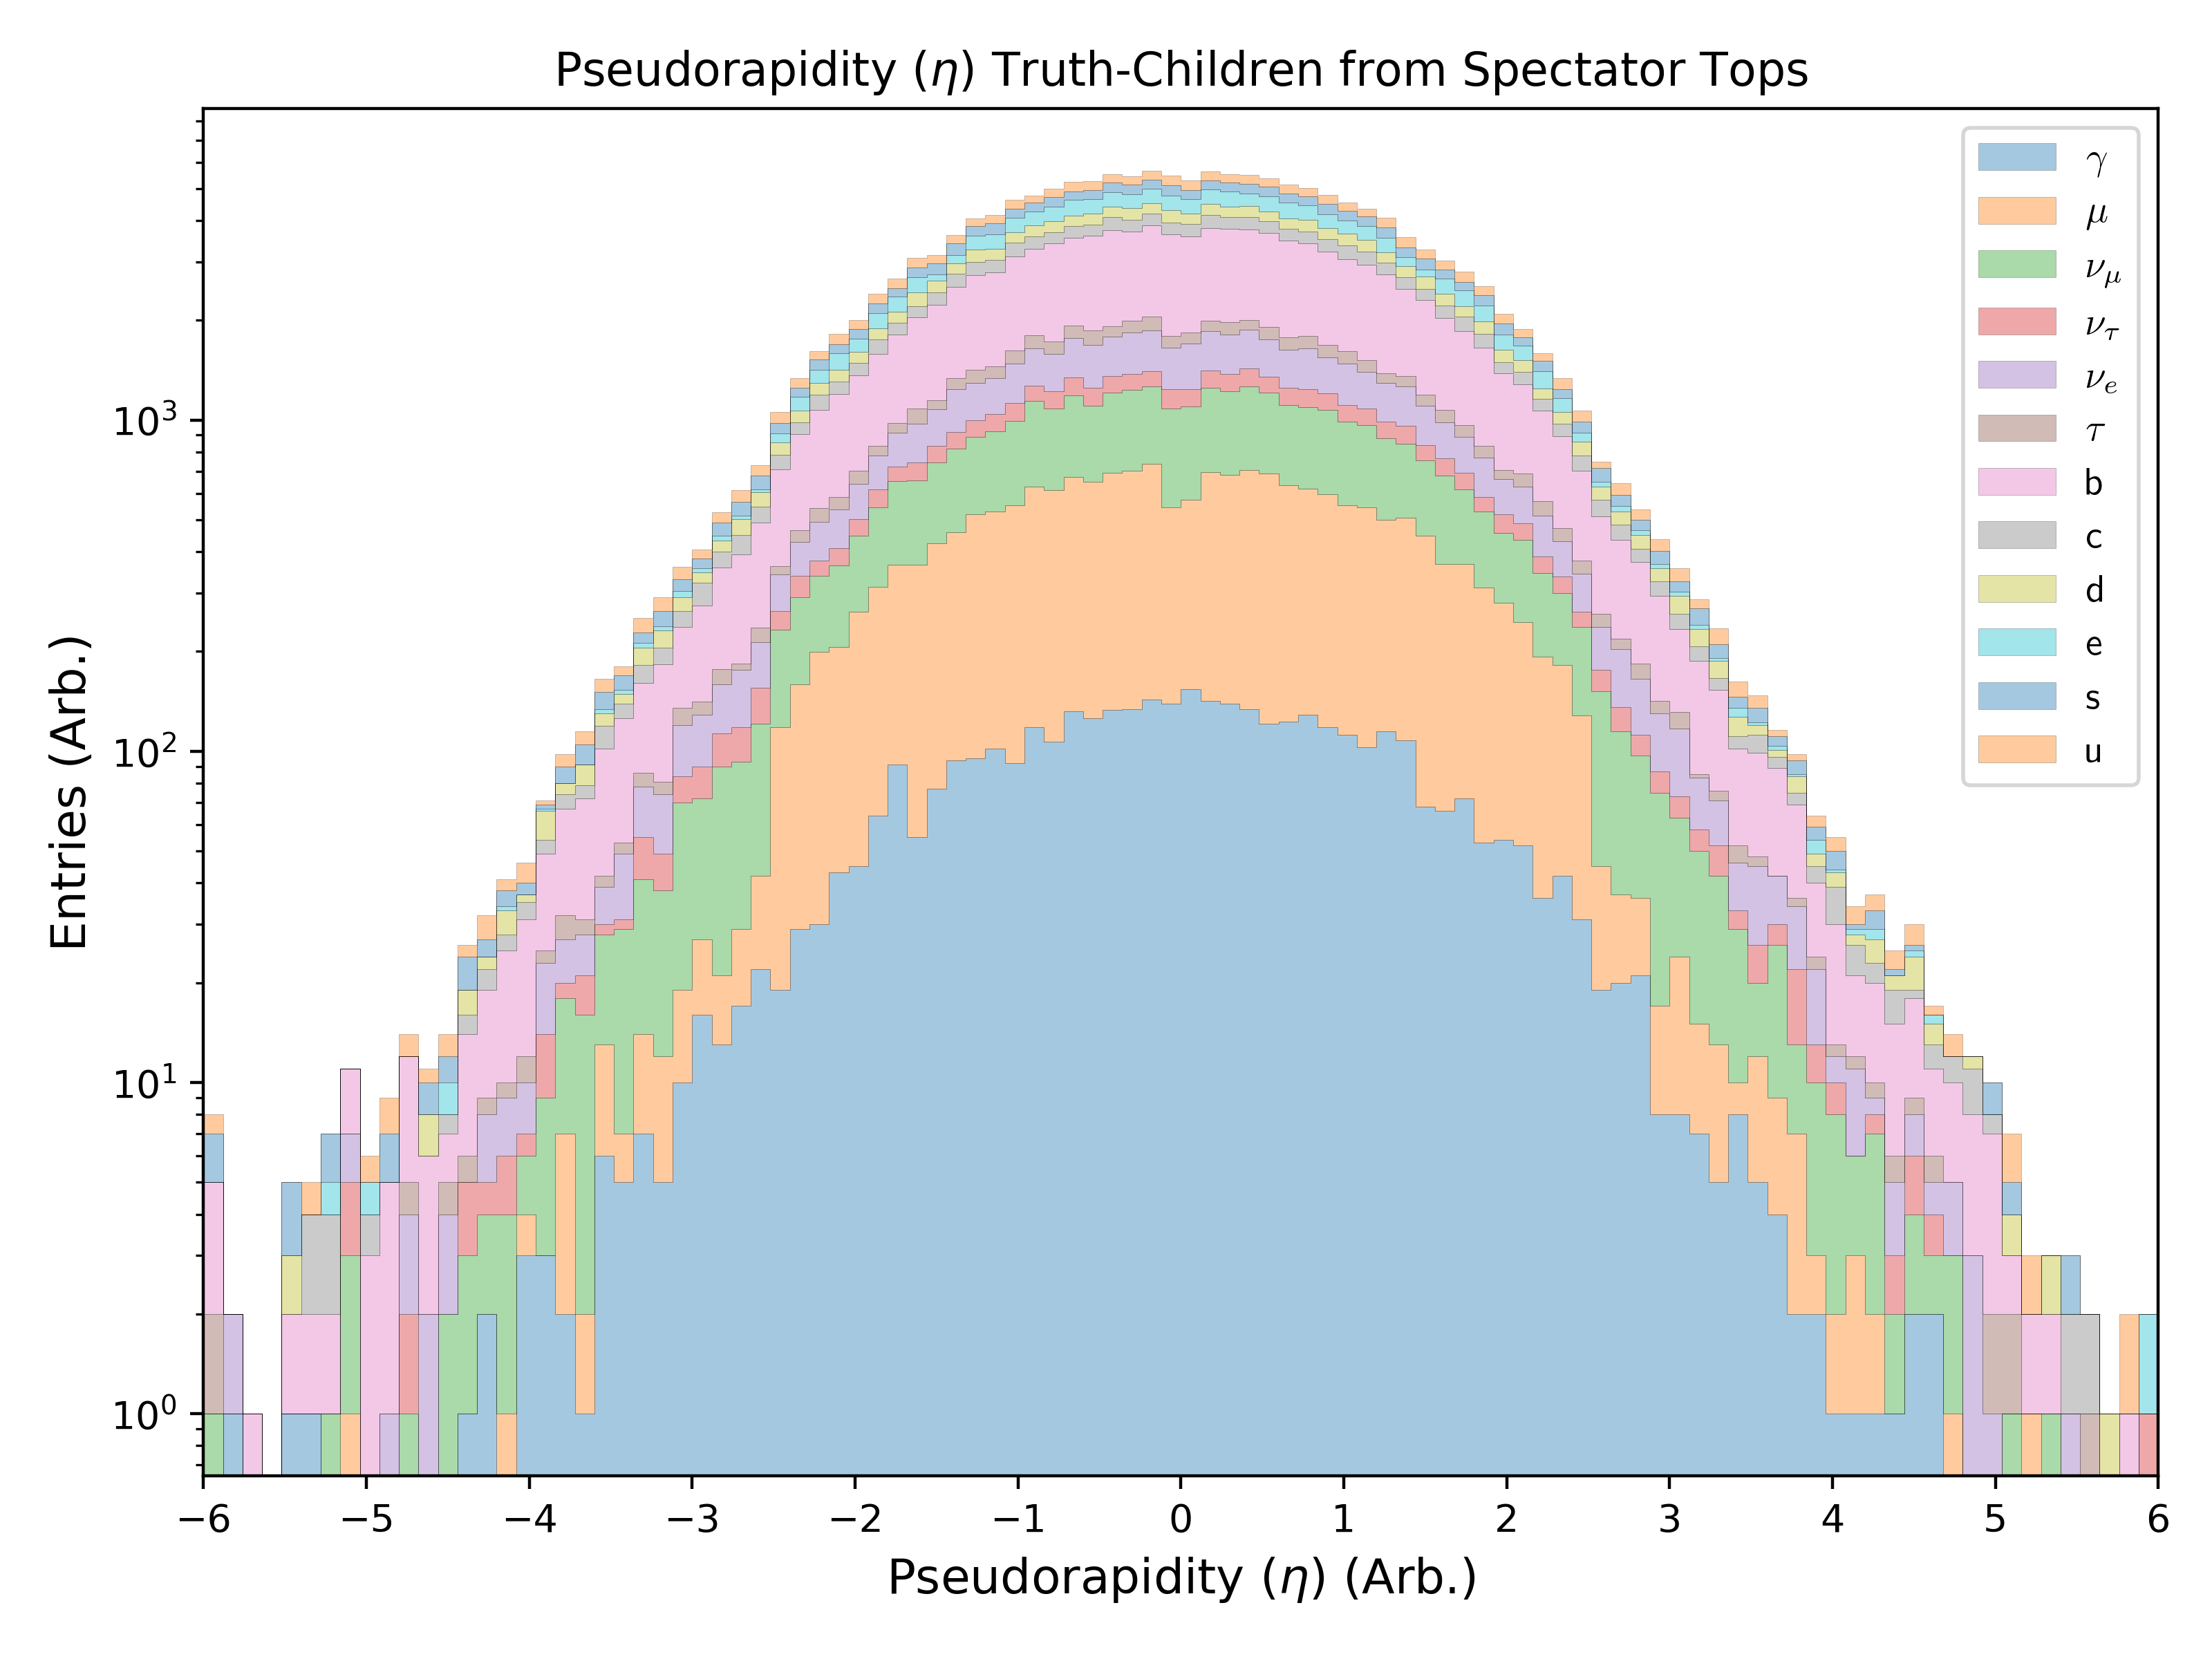 Pseudorapidity (η) Truth-Children from Spectator Tops
γ
μ
ν_μ
ν_τ
ν_e
τ
b
c
d
e
s
u
Entries (Arb.)
10³
10²
10¹
10⁰
−6 −5 −4 −3 −2 −1 0 1 2 3 4 5 6
Pseudorapidity (η) (Arb.)